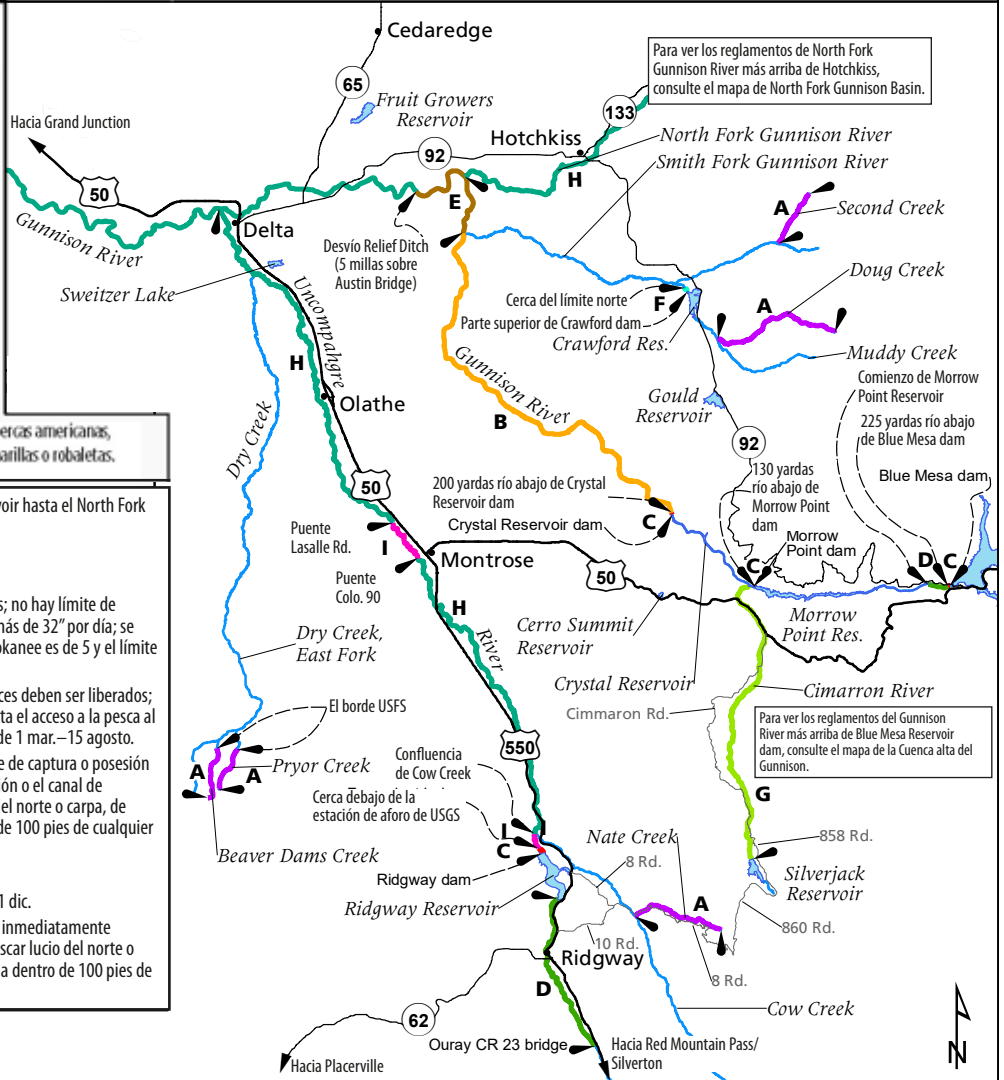 Cedaredge
65
Fruit Growers
Reservoir
Hacia Grand Junction
Para ver los reglamentos de North Fork
Gunnison River más arriba de Hotchkiss,
consulte el mapa de North Fork Gunnison Basin.
133
Hotchkiss
92
North Fork Gunnison River
Smith Fork Gunnison River
H
50
E
A
Second Creek
Gunnison River
Delta
Desvío Relief Ditch
(5 millas sobre
Austin Bridge)
Doug Creek
A
Sweitzer Lake
Uncompahgre
Cerca del límite norte
F
Parte superior de Crawford dam
Crawford Res.
Muddy Creek
H
Gunnison River
Comienzo de Morrow
Point Reservoir
Olathe
Gould
Reservoir
225 yardas río abajo
de Blue Mesa dam
B
ercas americanas,
arillas o robaletas.
Dry Creek
92
130 yardas
río abajo de
Morrow Point
dam
Blue Mesa dam
50
200 yardas río abajo de Crystal
Reservoir dam
voir hasta el North Fork
Crystal Reservoir dam
C
Puente
Lasalle Rd.
I
Montrose
Morrow
Point dam
C
D C
50
Puente
Colo. 90
s; no hay límite de
más de 32” por día; se
okanee es de 5 y el límite
H
River
Cerro Summit
Reservoir
Morrow
Point Res.
Dry Creek,
East Fork
Crystal Reservoir
Cimarron River
ces deben ser liberados;
ta el acceso a la pesca al
de 1 mar.–15 agosto.
El borde USFS
Cimmaron Rd.
Para ver los reglamentos del Gunnison
River más arriba de Blue Mesa Reservoir
dam, consulte el mapa de la Cuenca alta del
Gunnison.
550
e de captura o posesión
ión o el canal de
el norte o carpa, de
de 100 pies de cualquier
A
A
Pryor Creek
Confluencia
de Cow Creek
Cerca debajo de la
estación de aforo de USGS
G
I
I
C
Nate Creek
858 Rd.
Beaver Dams Creek
8 Rd.
Ridgway dam
Silverjack
Reservoir
1 dic.
Ridgway Reservoir
A
860 Rd.
inmediatamente
scar lucio del norte o
a dentro de 100 pies de
10 Rd.
Ridgway
8 Rd.
D
Cow Creek
62
Ouray CR 23 bridge
Hacia Red Mountain Pass/
Silverton
Hacia Placerville
N